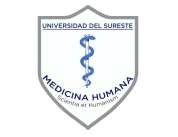 UNIVERSIDAD DEL SURESTE
MEDICINA HUMANA
Scientia et Humanism